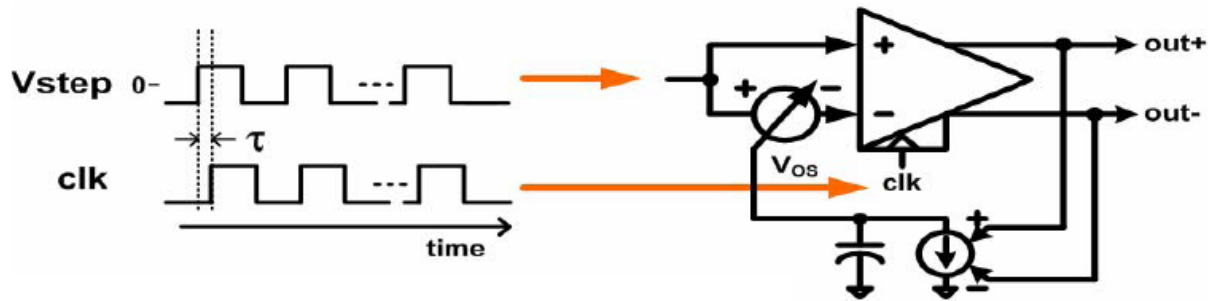 Vstep 0-
τ
clk
time
+
-
+
-
Vos
clk
out+
out-
+
-